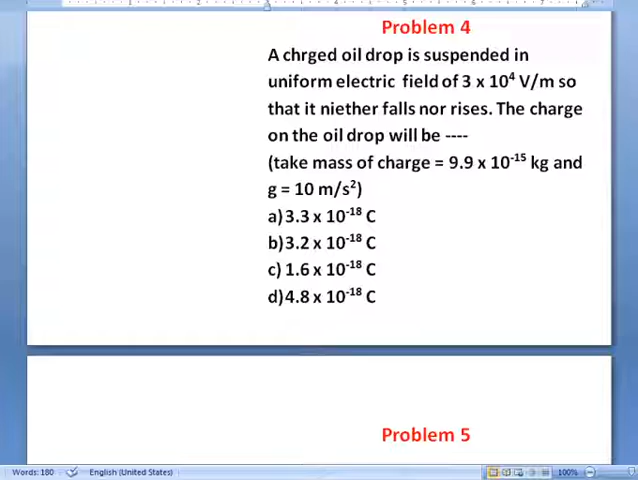 Problem 4
A chrged oil drop is suspended in
uniform electric field of 3 x 10⁴ V/m so
that it niether falls nor rises. The charge
on the oil drop will be ----
(take mass of charge = 9.9 x 10⁻¹⁵ kg and
g = 10 m/s²)
a)3.3 x 10⁻¹⁸ C
b)3.2 x 10⁻¹⁸ C
c) 1.6 x 10⁻¹⁸ C
d)4.8 x 10⁻¹⁸ C
Problem 5
Words: 180 English (United States) 100%